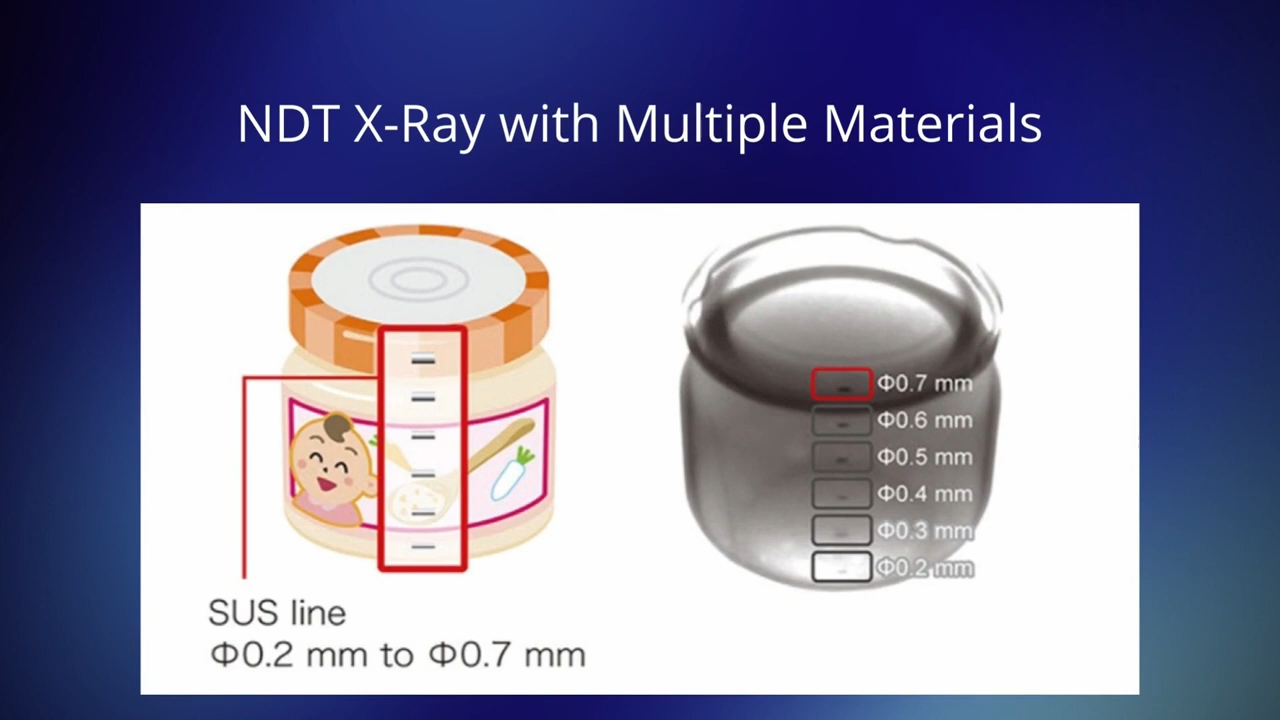 NDT X-Ray with Multiple Materials
Φ0.7 mm
Φ0.6 mm
Φ0.5 mm
Φ0.4 mm
Φ0.3 mm
Φ0.2 mm
SUS line
Φ0.2 mm to Φ0.7 mm